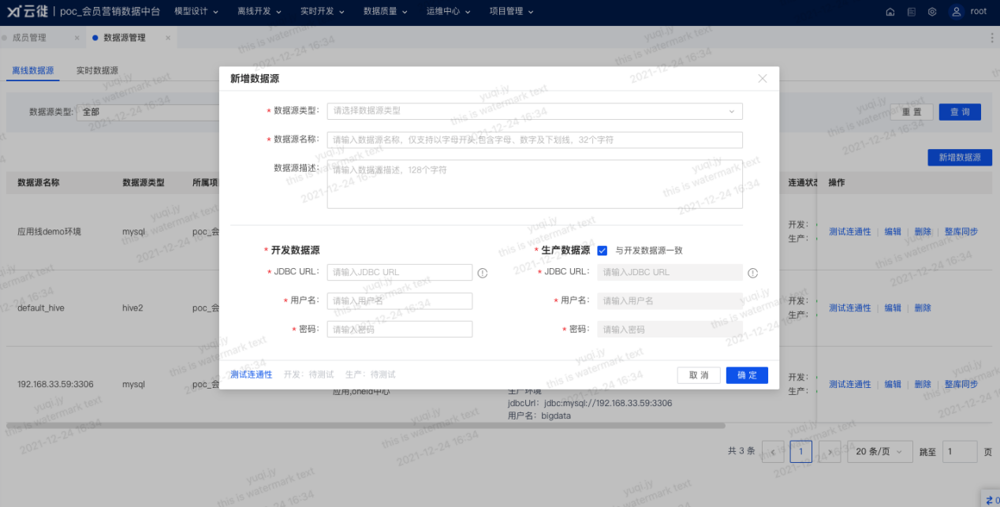 云徙 | poc_会员营销数据中台 模型设计 离线开发 实时开发 数据质量 运维中心 项目管理 root
成员管理 × 数据源管理 ×
离线数据源 实时数据源
数据源类型: 全部 重 置 查 询
新增数据源
数据源名称 数据源类型 所属项 连通状态 操作
应用线demo环境 mysql poc_会 开发: 生产: 测试连通性 编辑 删除 整库同步
default_hive hive2 poc_会 开发: 生产: 测试连通性 编辑 删除
192.168.33.59:3306 mysql poc_会 开发: 生产: 测试连通性 编辑 删除 整库同步
应用,oneid中心
生产环境
jdbcUrl: jdbc:mysql://192.168.33.59:3306
用户名: bigdata
共 3 条 < 1 > 20 条/页 跳至 1 页
新增数据源
* 数据源类型: 请选择数据源类型
* 数据源名称: 请输入数据源名称，仅支持以字母开头,包含字母、数字及下划线，32个字符
数据源描述: 请输入数据源描述，128个字符
* 开发数据源 * 生产数据源 与开发数据源一致
* JDBC URL: 请输入JDBC URL * JDBC URL: 请输入JDBC URL
* 用户名: 请输入用户名 * 用户名: 请输入用户名
* 密码: 请输入密码 * 密码: 请输入密码
测试连通性 开发: 待测试 生产: 待测试 取 消 确 定
yuqi.jy
this is watermark text
2021-12-24 16:34